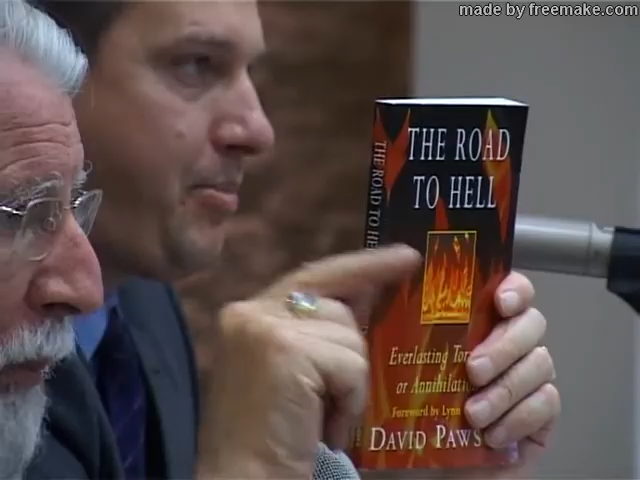 made by freemake.com
THE ROAD
TO HELL
THE ROAD TO HE
Everlasting Tor
or Annihilatio
Foreword by Lynn
DAVID PAWS